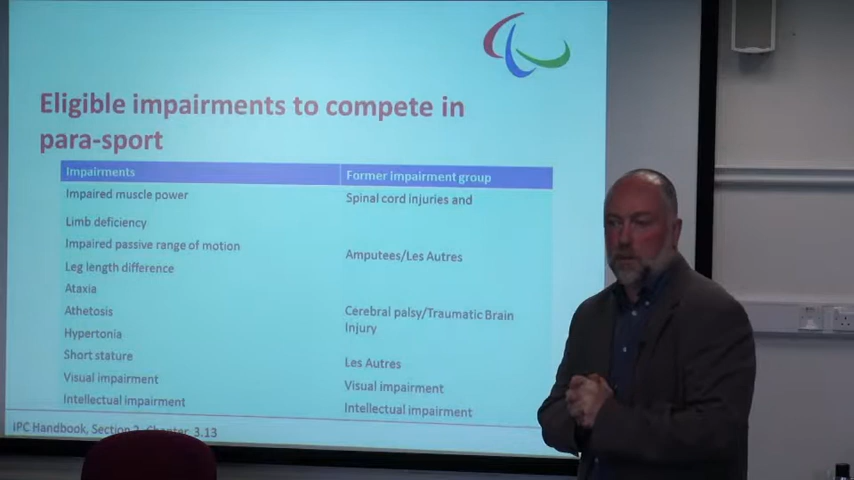 Eligible Impairments to compete in
para-sport
Impairments
Former impairment group
Impaired muscle power
Spinal cord injuries and
Limb deficiency
Impaired passive range of motion
Amputees/Les Autres
Leg length difference
Ataxia
Athetosis
Cerebral palsy/Traumatic Brain
Injury
Hypertonia
Short stature
Les Autres
Visual impairment
Visual impairment
Intellectual impairment
Intellectual impairment
IPC Handbook, Section 2, Chapter 3.13